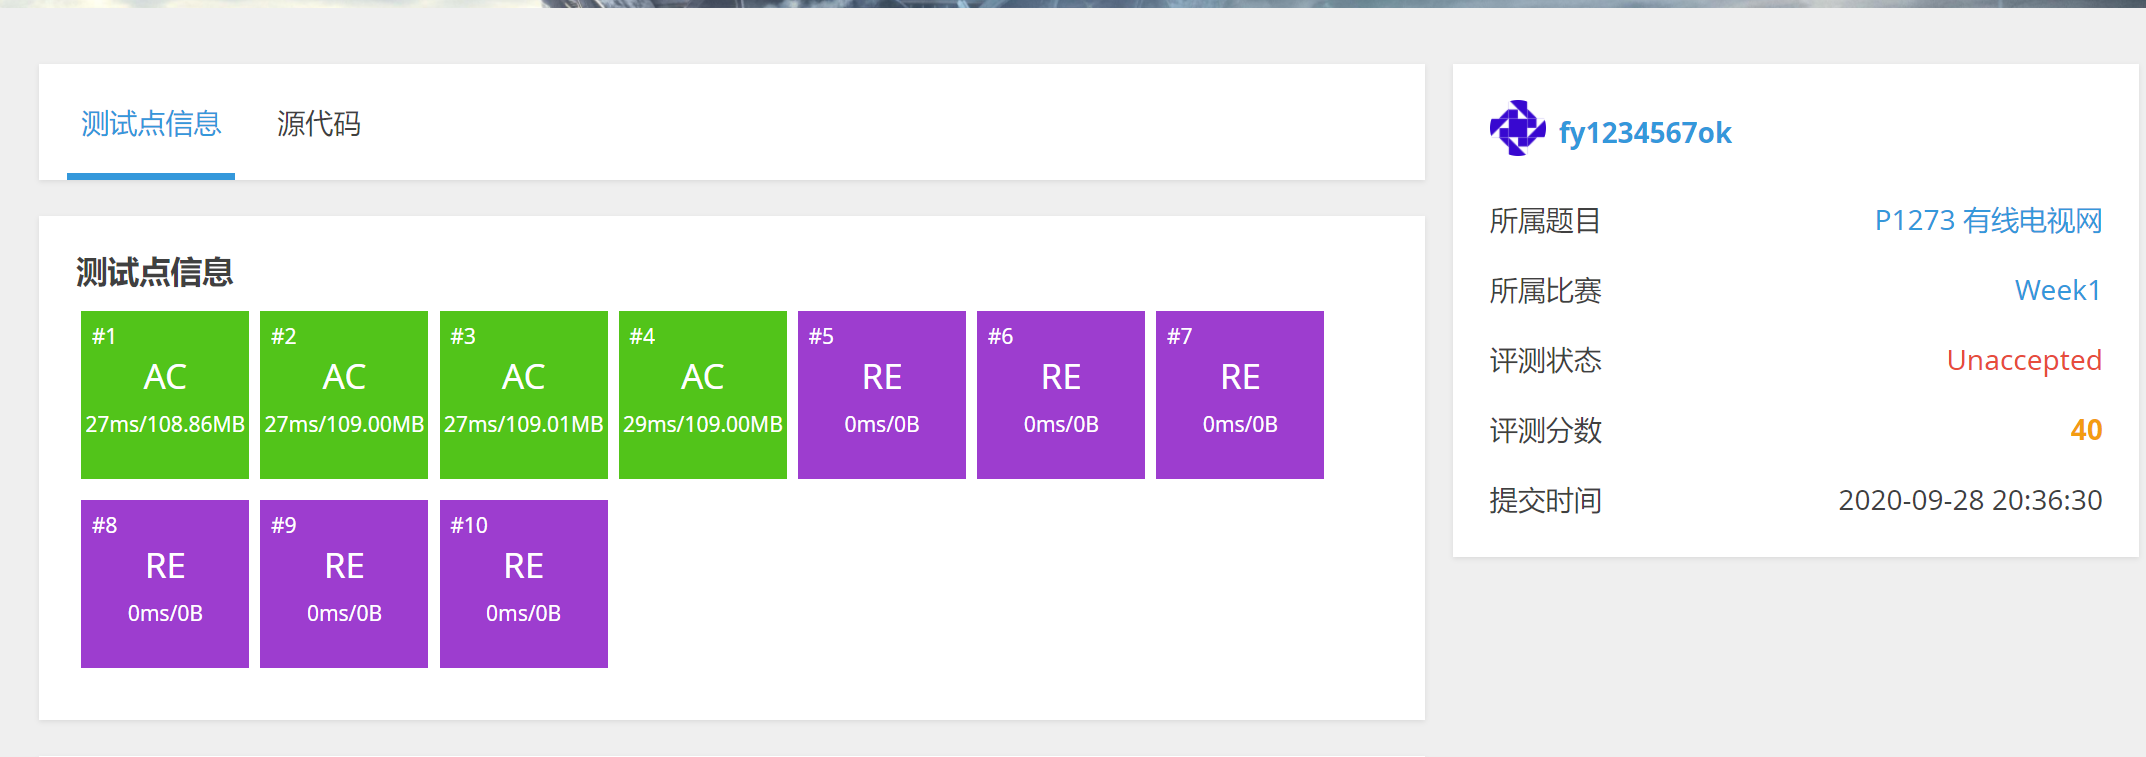 测试点信息 源代码
测试点信息
#1 #2 #3 #4 #5 #6 #7
AC AC AC AC RE RE RE
27ms/108.86MB 27ms/109.00MB 27ms/109.01MB 29ms/109.00MB 0ms/0B 0ms/0B 0ms/0B
#8 #9 #10
RE RE RE
0ms/0B 0ms/0B 0ms/0B
fy1234567ok
所属题目 P1273 有线电视网
所属比赛 Week1
评测状态 Unaccepted
评测分数 40
提交时间 2020-09-28 20:36:30